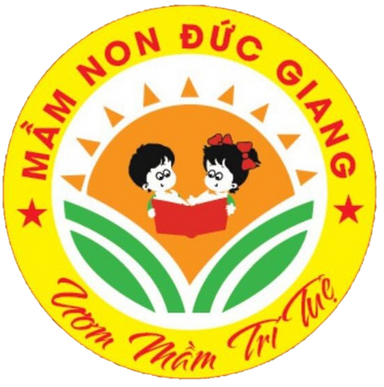 MẦM NON ĐỨC GIANG
Ươm Mầm Trí Tuệ